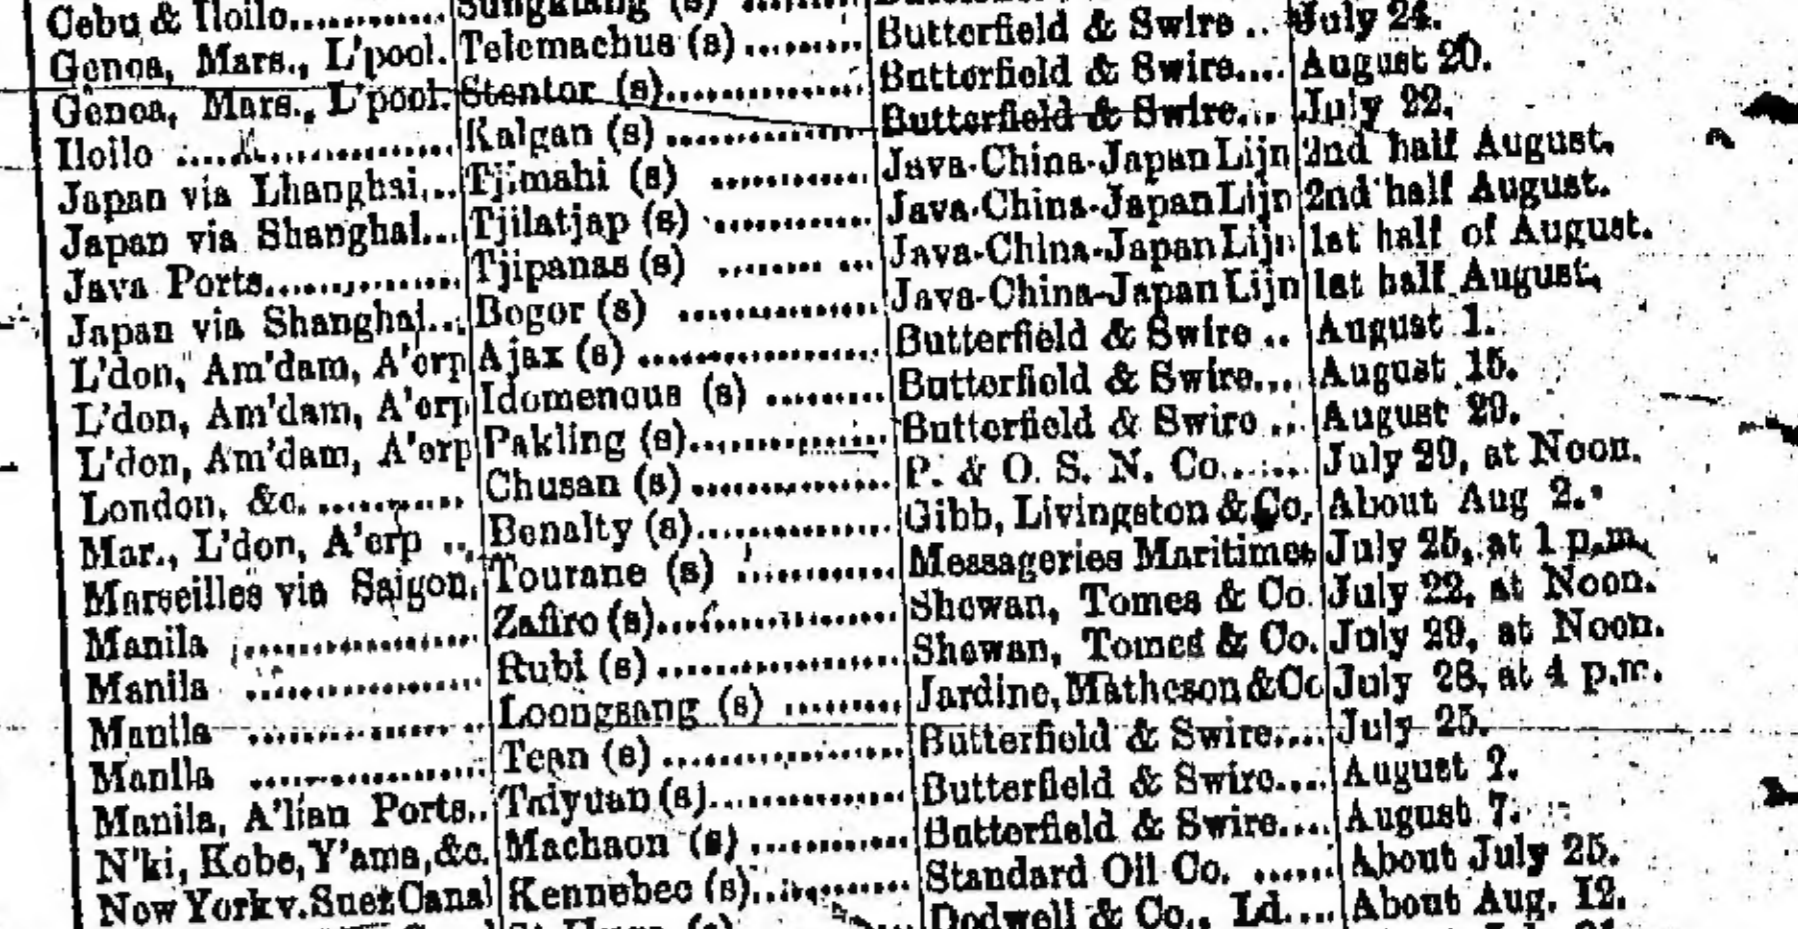 Cebu & Iloilo............ Sungkiang (s) ........
Genoa, Mars., L'pool. Telemachus (s) ......... Butterfield & Swire .. July 24.
Genoa, Mars., L'pool. Stentor (s)............... Butterfield & Swire.... August 20.
Iloilo ..................... Kalgan (s) .............. Butterfield & Swire... July 22.
Japan via Lhanghai... Tjimahi (s) ........... Java-China-Japan Lijn 2nd half August.
Japan via Shanghai... Tjilatjap (s) ........... Java-China-Japan Lijn 2nd half August.
Java Ports............... Tjipanas (s) ........... Java-China-Japan Lijn 1st half of August.
Japan via Shanghai... Bogor (s) .............. Java-China-Japan Lijn 1st half August.
L'don, Am'dam, A'erp Ajax (s) ................. Butterfield & Swire .. August 1.
L'don, Am'dam, A'erp Idomeneus (s) ......... Butterfield & Swire... August 15.
L'don, Am'dam, A'erp Pakling (s)............... Butterfield & Swire ... August 29.
London, &c. ............ Chusan (s) ............... P. & O. S. N. Co....... July 29, at Noon.
Mar., L'don, A'erp ... Benalty (s).............. Gibb, Livingston & Co. About Aug 2.
Marseilles via Saigon. Tourane (s) ............ Messageries Maritimes July 25, at 1 p.m.
Manila .................. Zafiro (s)................. Shewan, Tomes & Co. July 22, at Noon.
Manila .................. Rubi (s) ................. Shewan, Tomes & Co. July 29, at Noon.
Manila .................. Loongsang (s) ......... Jardine, Matheson & Co July 28, at 4 p.m.
Manila .................. Tean (s) ................. Butterfield & Swire.... July 25.
Manila, A'lian Ports.. Taiyuan (s).............. Butterfield & Swire.... August 2.
N'ki, Kobe, Y'ama, &c. Machaon (s) ........... Butterfield & Swire.... August 7.
New York v. Suez Canal Kennebec (s)............ Standard Oil Co. ...... About July 25.
Dodwell & Co., Ld.... About Aug. 12.